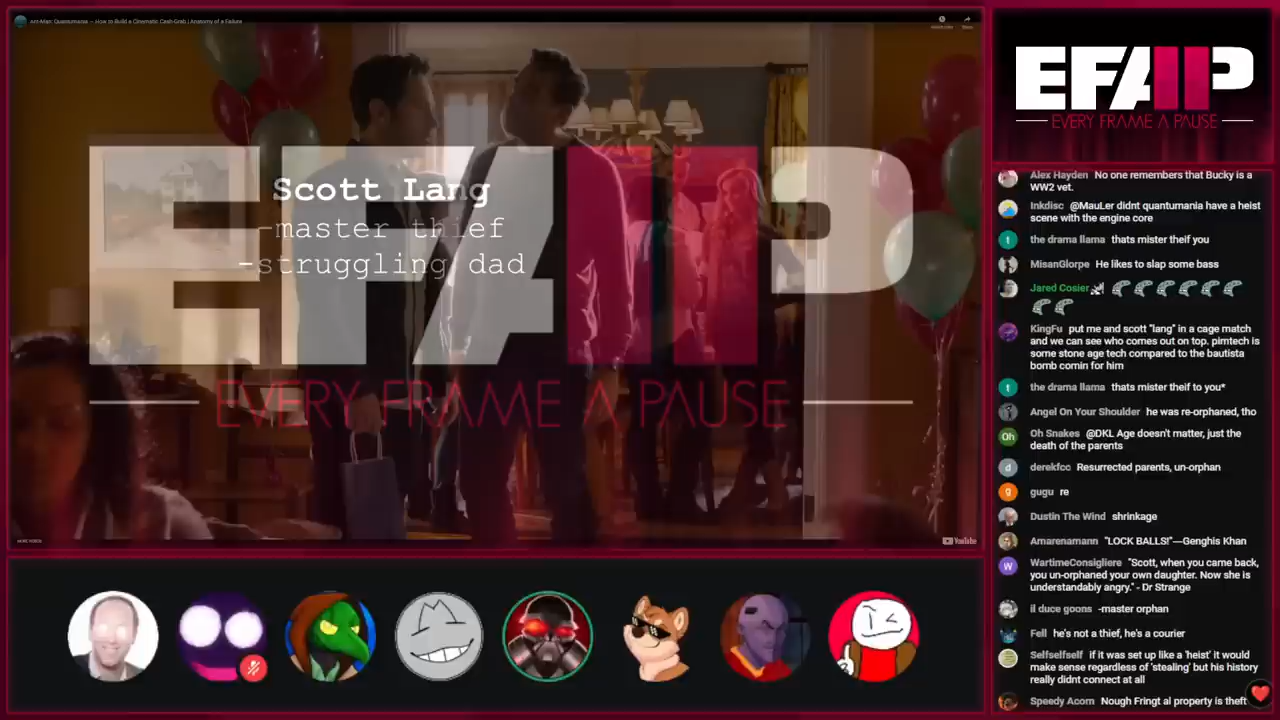 Ant-Man: Quantumania – How to Build a Cinematic Cash-Grab | Anatomy of a Failure
Share
EFAP
EVERY FRAME A PAUSE
Scott Lang
-master thief
-struggling dad
MORE VIDEOS
YouTube
EFAP
EVERY FRAME A PAUSE
Alex Hayden No one remembers that Bucky is a
WW2 vet.
Inkdisc @MauLer didnt quantumania have a heist
scene with the engine core
t
the drama llama thats mister theif you
MisanGlorpe He likes to slap some bass
Jared Cosier
KingFu put me and scott "lang" in a cage match
and we can see who comes out on top. pimtech is
some stone age tech compared to the bautista
bomb comin for him
t
the drama llama thats mister theif to you*
Angel On Your Shoulder he was re-orphaned, tho
Oh
Oh Snakes @DKL Age doesn't matter, just the
death of the parents
d
derekfcc Resurrected parents, un-orphan
g
gugu re
Dustin The Wind shrinkage
Amarenamann "LOCK BALLS!"—Genghis Khan
W
WartimeConsigliere "Scott, when you came back,
you un-orphaned your own daughter. Now she is
understandably angry." - Dr Strange
il duce goons -master orphan
Fell he's not a thief, he's a courier
Selfselfself if it was set up like a 'heist' it would
make sense regardless of 'stealing' but his history
really didnt connect at all
Speedy Acorn Nough Fringt al property is theft